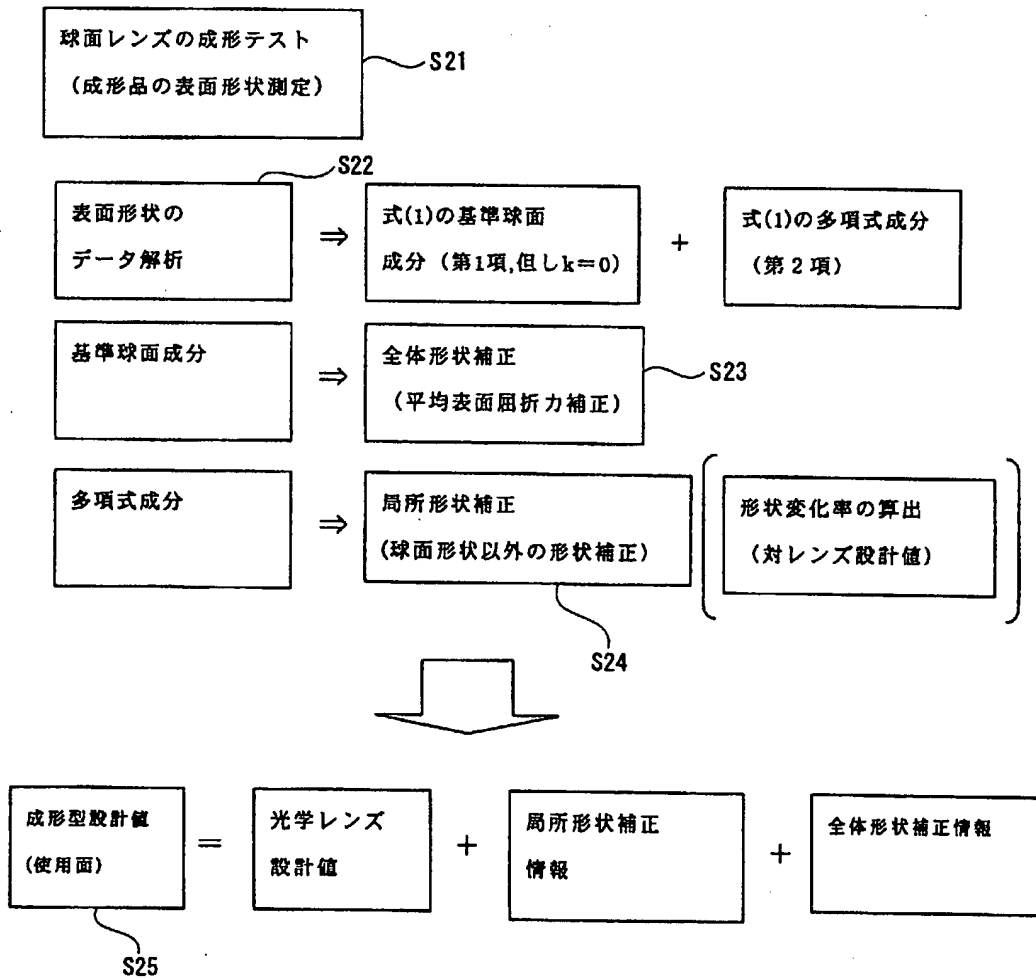 球面レンズの成形テスト
(成形品の表面形状測定)
S21
S22
表面形状の
データ解析
⇒
式(1)の基準球面
成分 (第1項,但しk=0)
+
式(1)の多項式成分
(第2項)
基準球面成分
⇒
全体形状補正
(平均表面屈折力補正)
S23
多項式成分
⇒
局所形状補正
(球面形状以外の形状補正)
形状変化率の算出
(対レンズ設計値)
S24
成形型設計値
(使用面)
=
光学レンズ
設計値
+
局所形状補正
情報
+
全体形状補正情報
S25